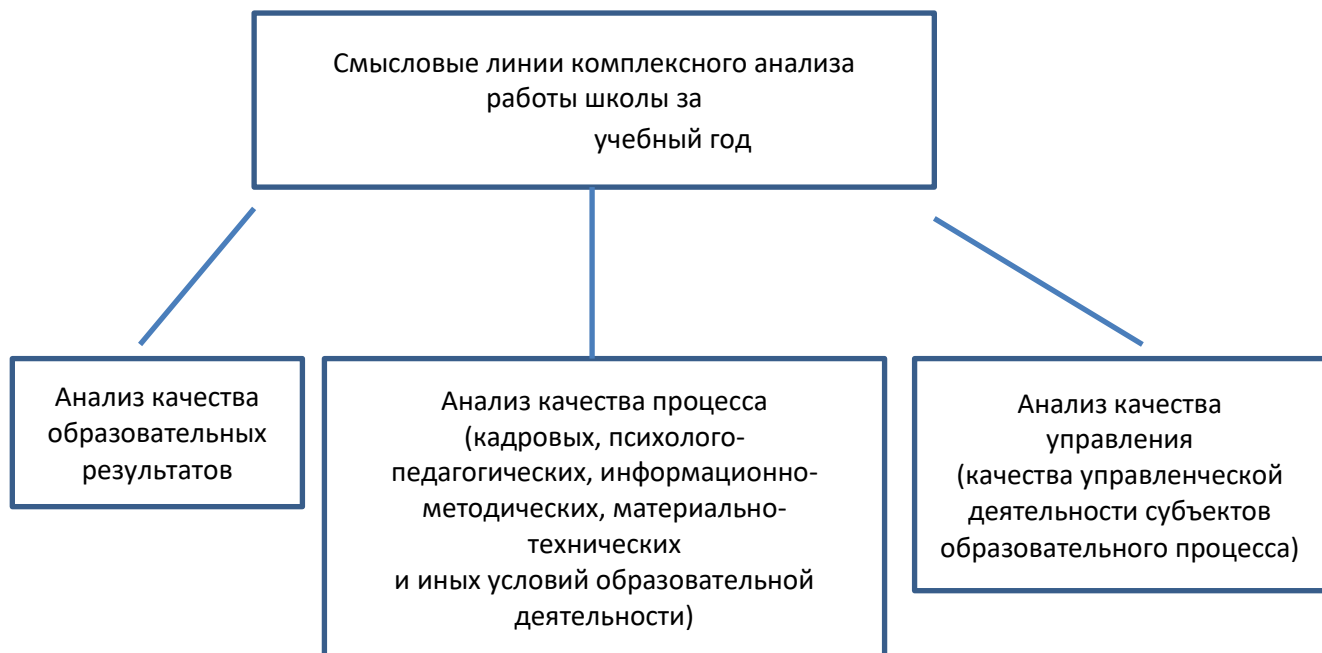 Смысловые линии комплексного анализа
работы школы за
учебный год
Анализ качества
образовательных
результатов
Анализ качества процесса
(кадровых, психолого-
педагогических, информационно-
методических, материально-
технических
и иных условий образовательной
деятельности)
Анализ качества
управления
(качества управленческой
деятельности субъектов
образовательного процесса)